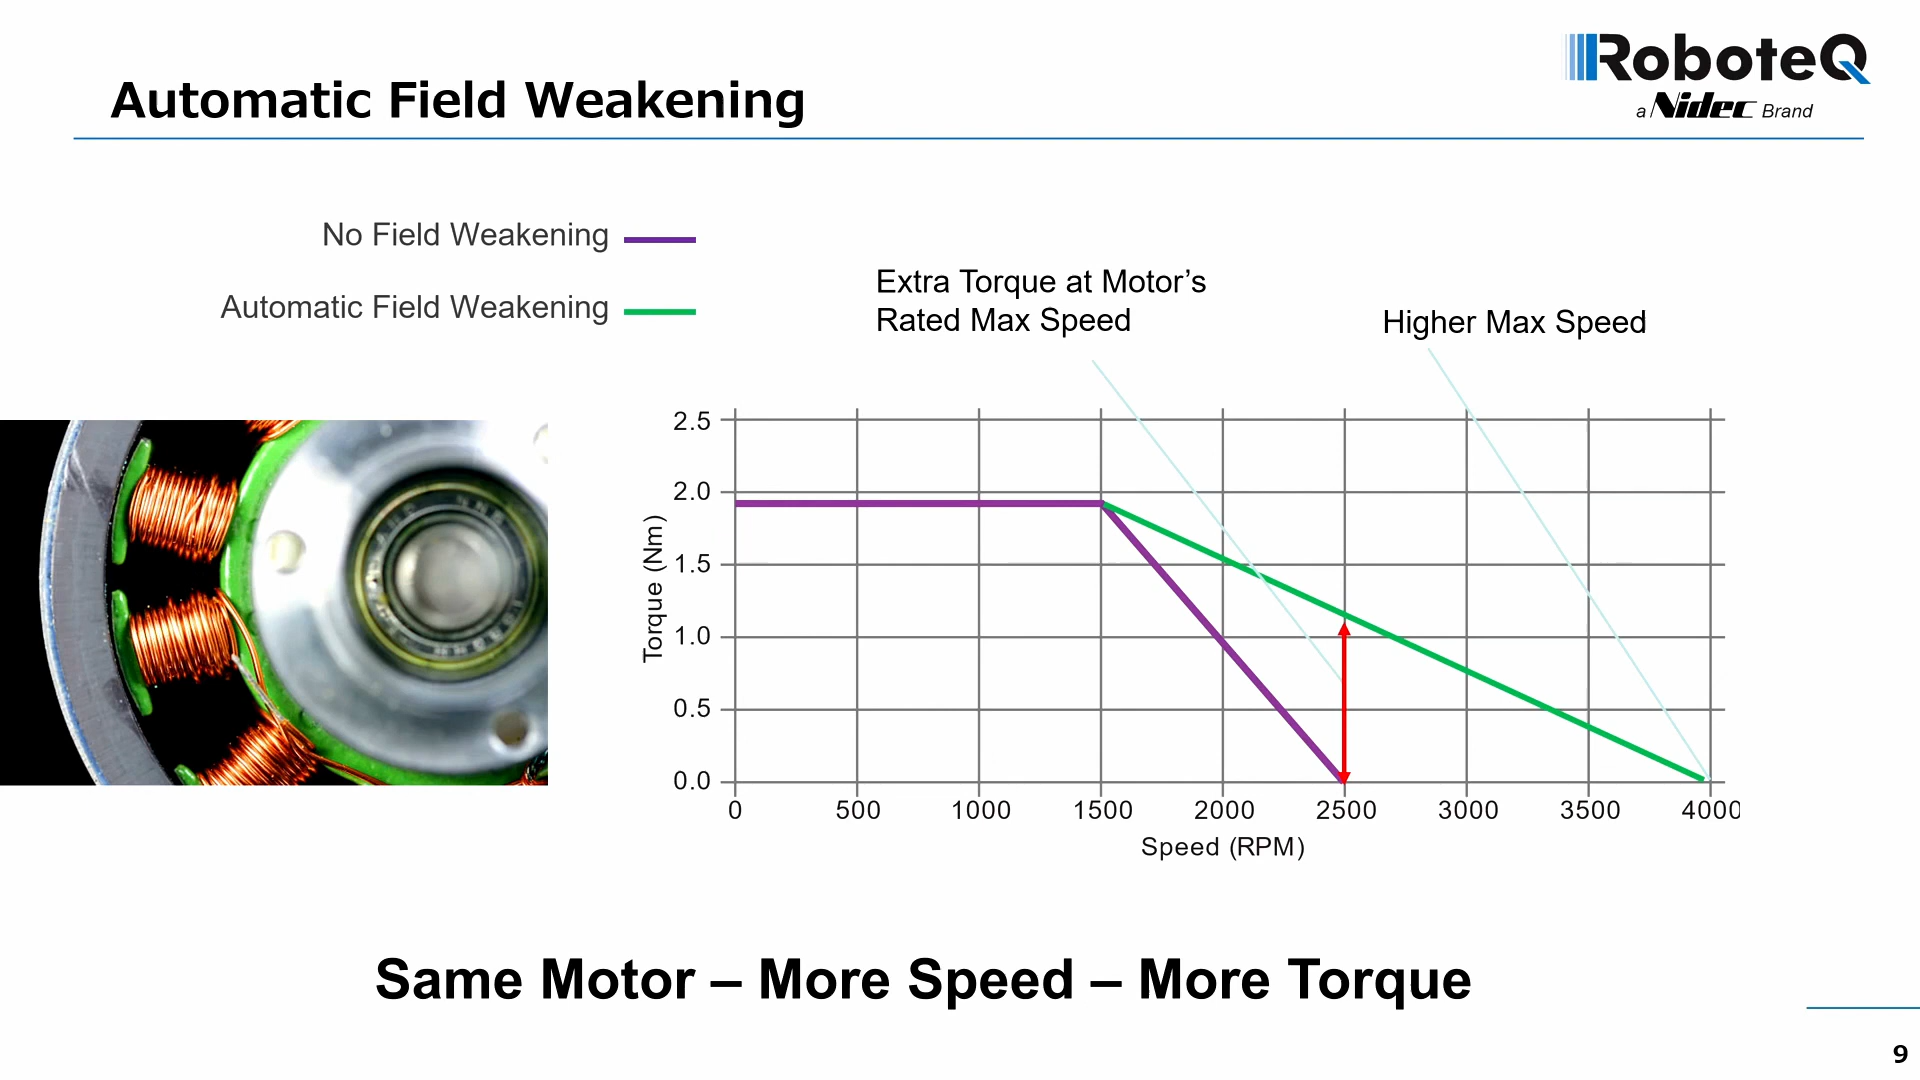 RoboteQ
a Nidec Brand
Automatic Field Weakening
No Field Weakening
Automatic Field Weakening
Extra Torque at Motor’s
Rated Max Speed
Higher Max Speed
2.5
2.0
1.5
1.0
0.5
0.0
Torque (Nm)
0 500 1000 1500 2000 2500 3000 3500 4000
Speed (RPM)
Same Motor – More Speed – More Torque
9